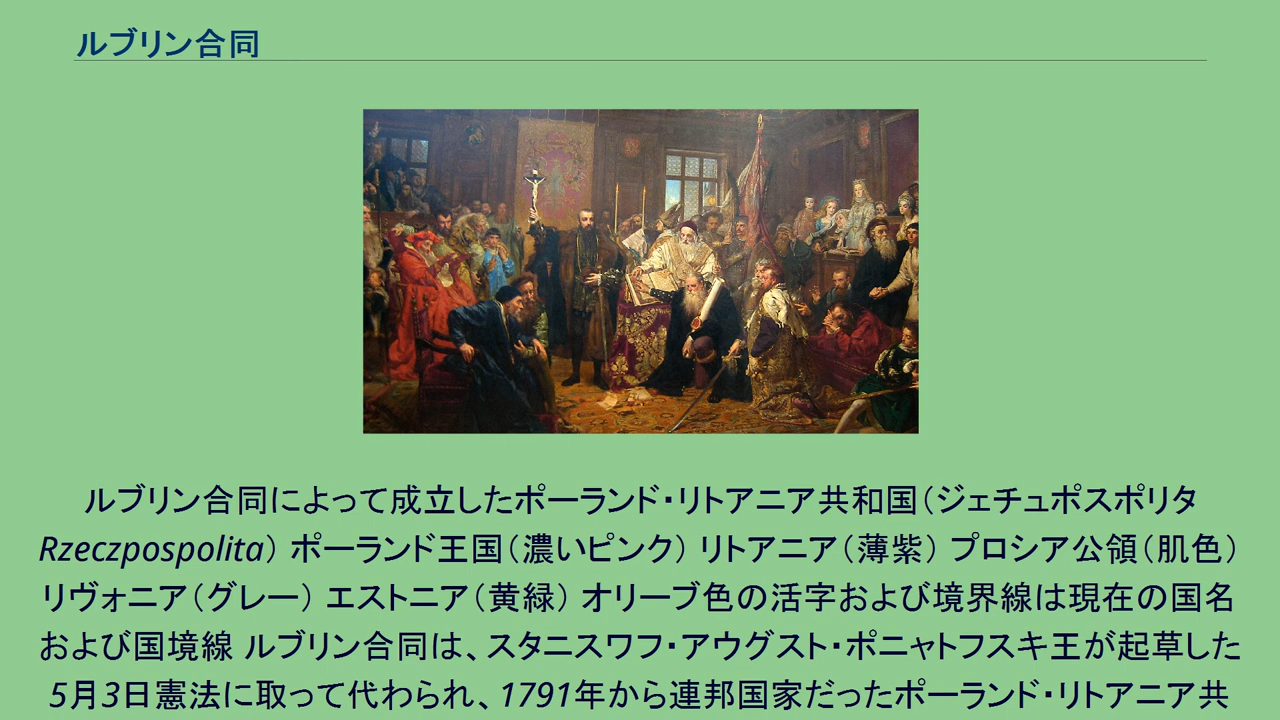 ルブリン合同
ルブリン合同によって成立したポーランド・リトアニア共和国（ジェチュポスポリタ
Rzeczpospolita）ポーランド王国（濃いピンク）リトアニア（薄紫）プロシア公領（肌色）
リヴォニア（グレー）エストニア（黄緑）オリーブ色の活字および境界線は現在の国名
および国境線 ルブリン合同は、スタニスワフ・アウグスト・ポニャトフスキ王が起草した
5月3日憲法に取って代わられ、1791年から連邦国家だったポーランド・リトアニア共